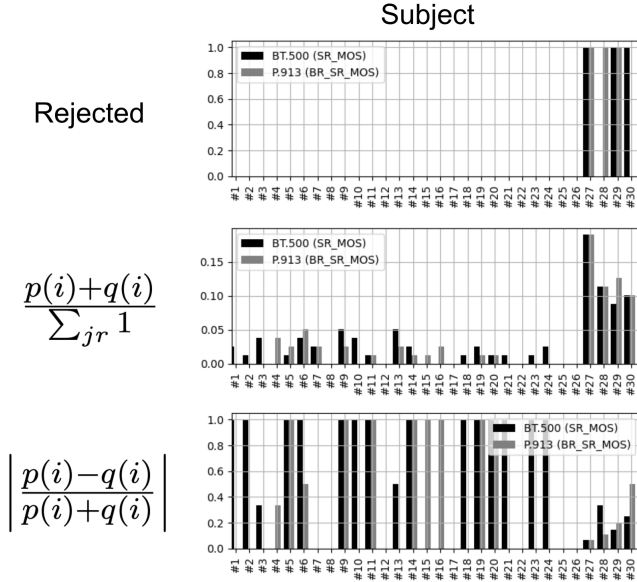 Subject
Rejected
1.0
0.8
0.6
0.4
0.2
0.0
BT.500 (SR_MOS)
P.913 (BR_SR_MOS)
#1 #2 #3 #4 #5 #6 #7 #8 #9 #10 #11 #12 #13 #14 #15 #16 #17 #18 #19 #20 #21 #22 #23 #24 #25 #26 #27 #28 #29 #30
p(i)+q(i)
∑jr 1
0.15
0.10
0.05
0.00
BT.500 (SR_MOS)
P.913 (BR_SR_MOS)
#1 #2 #3 #4 #5 #6 #7 #8 #9 #10 #11 #12 #13 #14 #15 #16 #17 #18 #19 #20 #21 #22 #23 #24 #25 #26 #27 #28 #29 #30
|p(i)−q(i)|
|p(i)+q(i)|
1.0
0.8
0.6
0.4
0.2
0.0
BT.500 (SR_MOS)
P.913 (BR_SR_MOS)
#1 #2 #3 #4 #5 #6 #7 #8 #9 #10 #11 #12 #13 #14 #15 #16 #17 #18 #19 #20 #21 #22 #23 #24 #25 #26 #27 #28 #29 #30